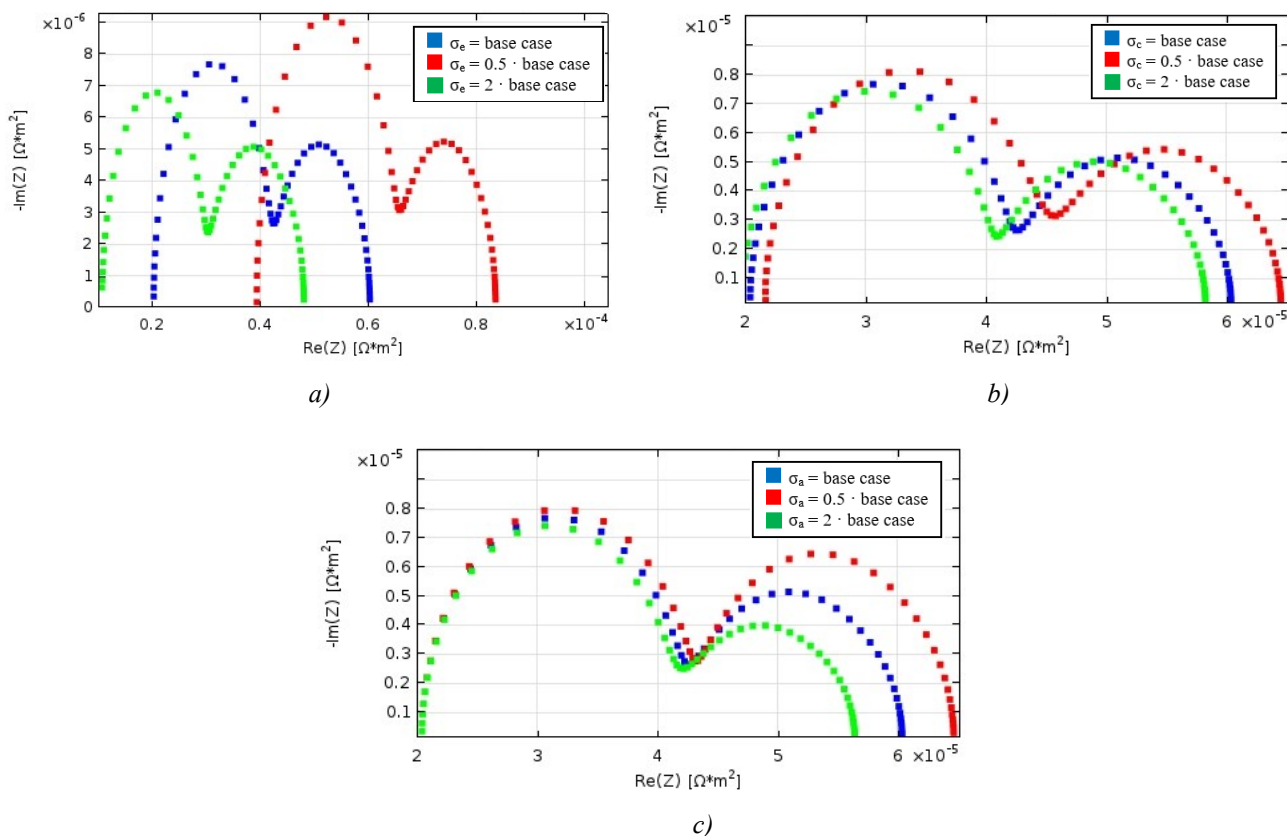 ×10⁻⁶
σₑ = base case
σₑ = 0.5 · base case
σₑ = 2 · base case
9
8
7
6
5
4
3
2
1
0
-Im(Z) [Ω*m²]
0.2
0.4
0.6
0.8
×10⁻⁴
Re(Z) [Ω*m²]
a)
×10⁻⁵
σ_c = base case
σ_c = 0.5 · base case
σ_c = 2 · base case
0.8
0.7
0.6
0.5
0.4
0.3
0.2
0.1
-Im(Z) [Ω*m²]
2
3
4
5
6
×10⁻⁵
Re(Z) [Ω*m²]
b)
×10⁻⁵
σₐ = base case
σₐ = 0.5 · base case
σₐ = 2 · base case
0.8
0.7
0.6
0.5
0.4
0.3
0.2
0.1
-Im(Z) [Ω*m²]
2
3
4
5
6
×10⁻⁵
Re(Z) [Ω*m²]
c)